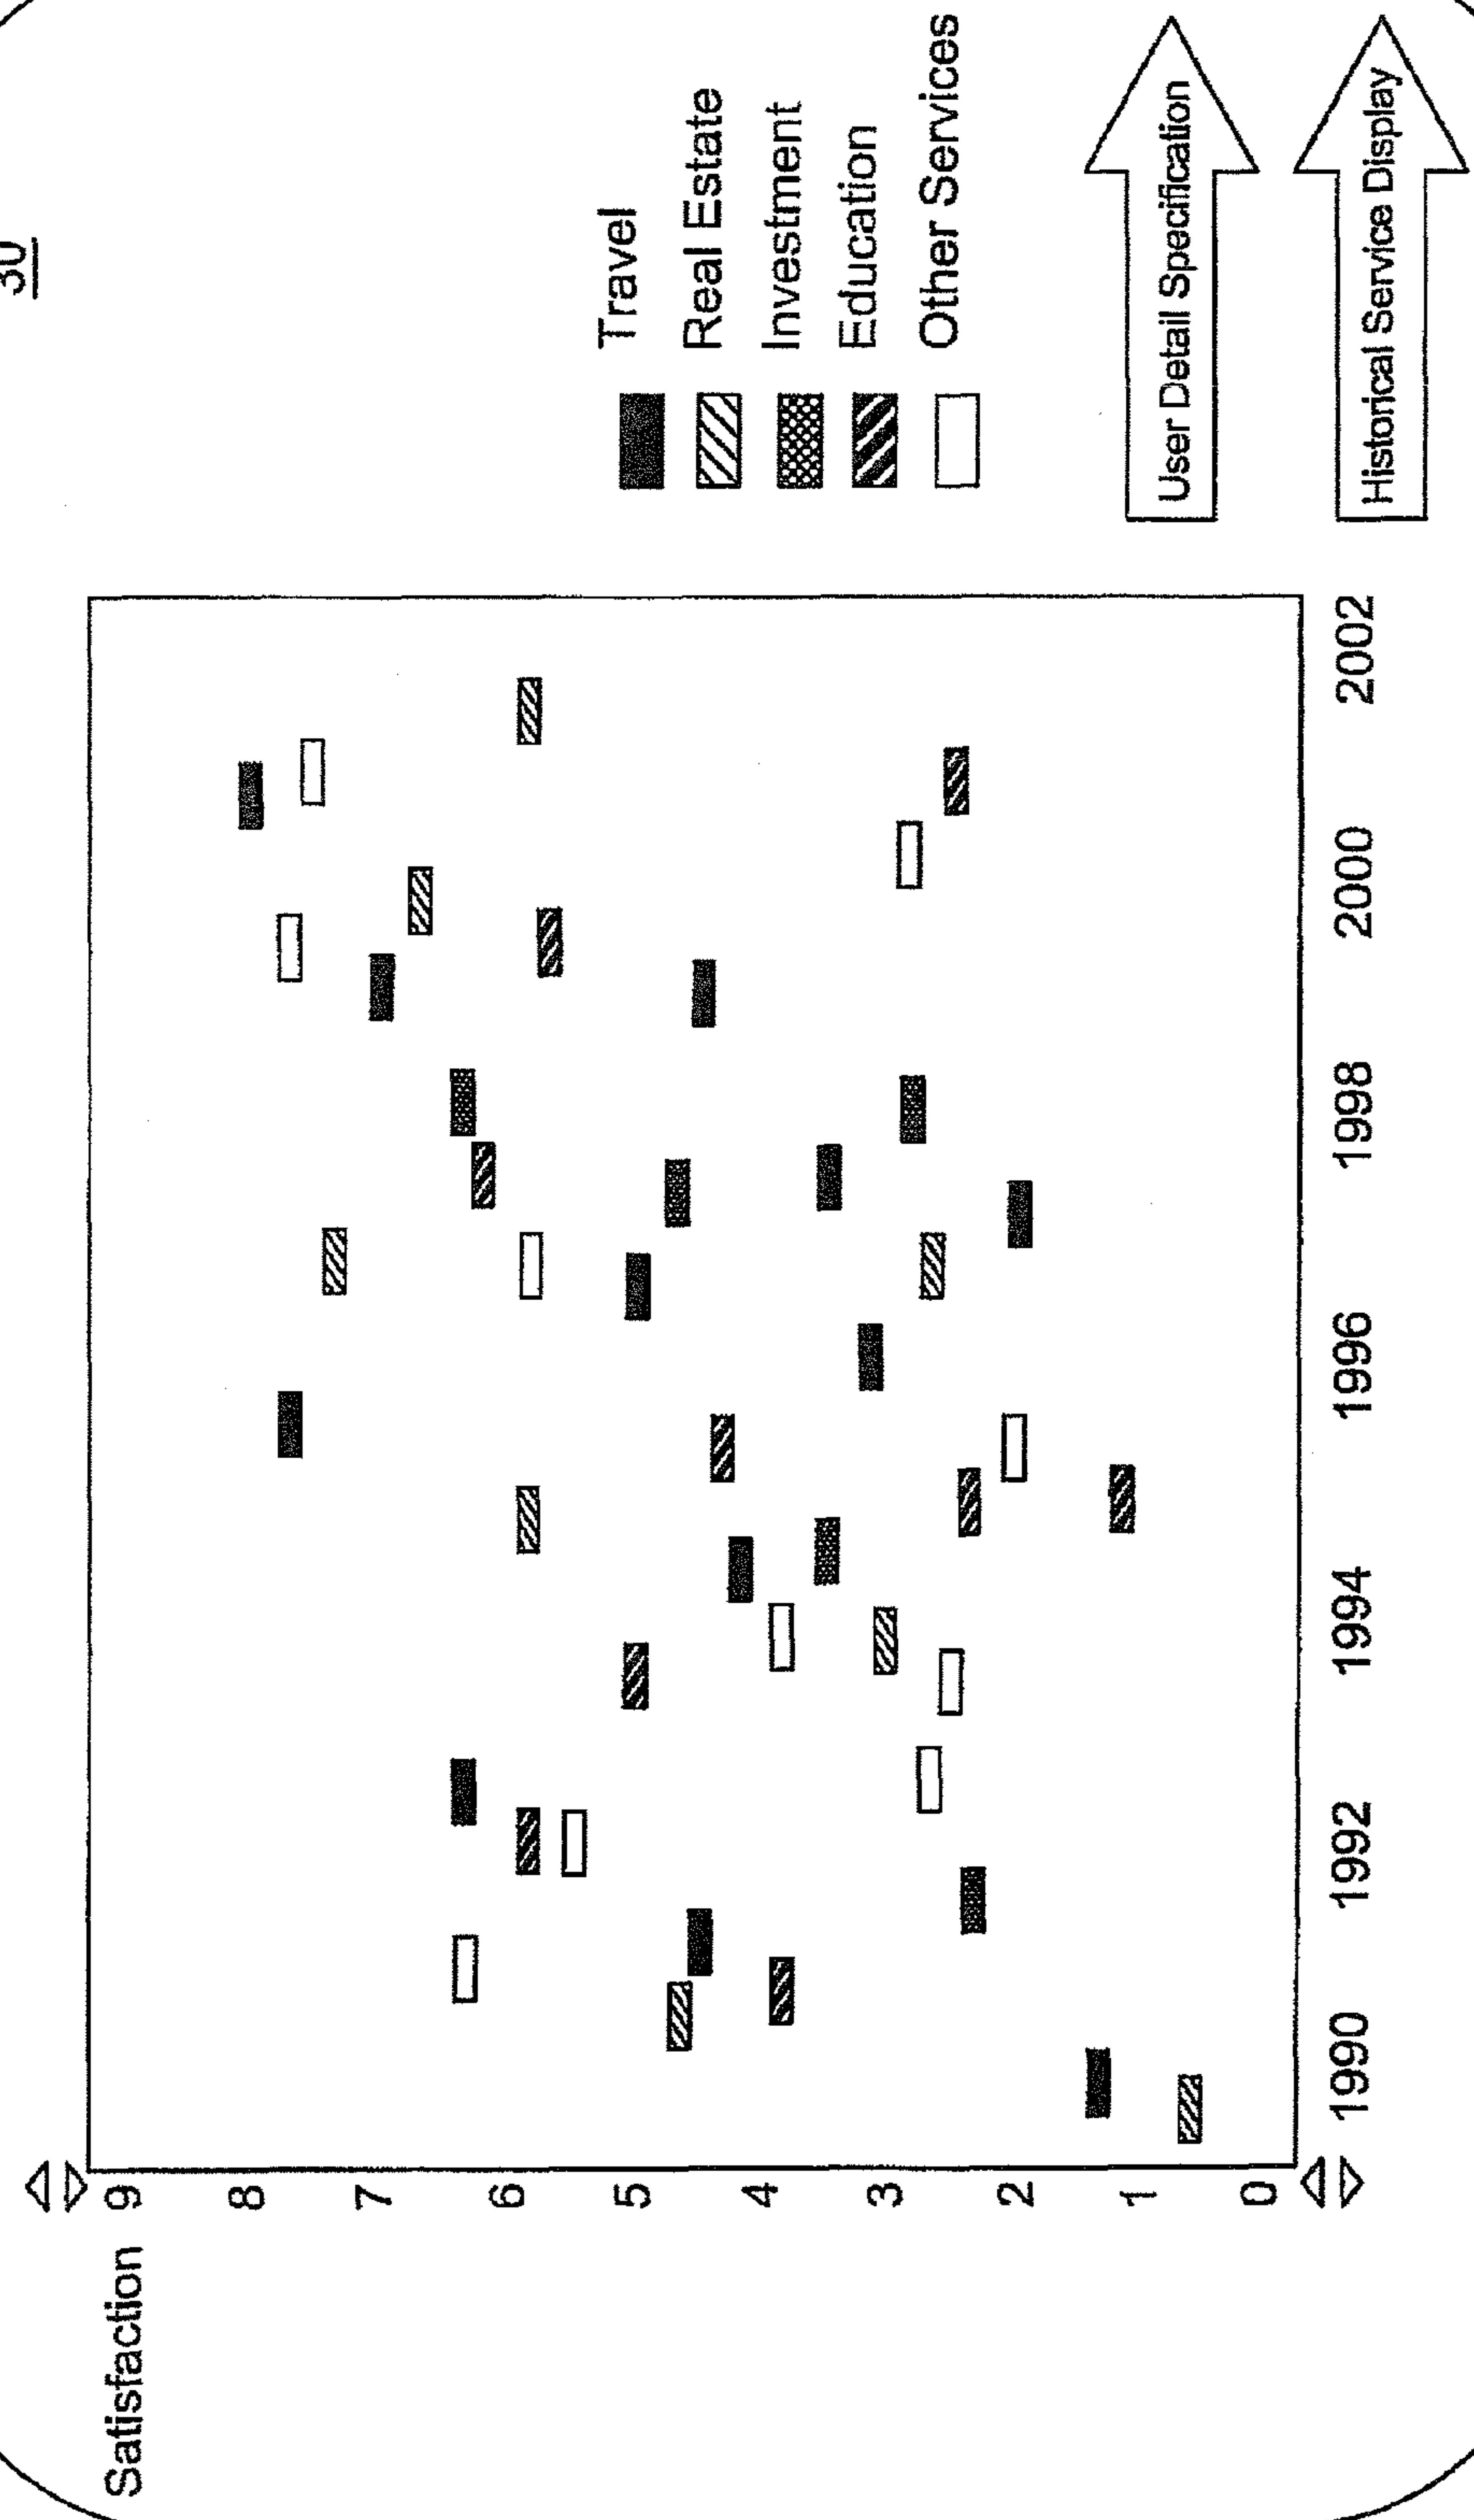 30
Satisfaction
9
8
7
6
5
4
3
2
1
0
1990
1992
1994
1996
1998
2000
2002
Travel
Real Estate
Investment
Education
Other Services
User Detail Specification
Historical Service Display